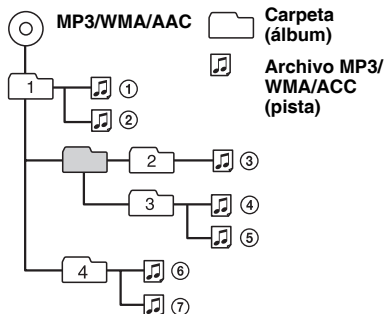 MP3/WMA/AAC
Carpeta
(álbum)
Archivo MP3/
WMA/ACC
(pista)
1
①
②
2
③
3
④
⑤
4
⑥
⑦